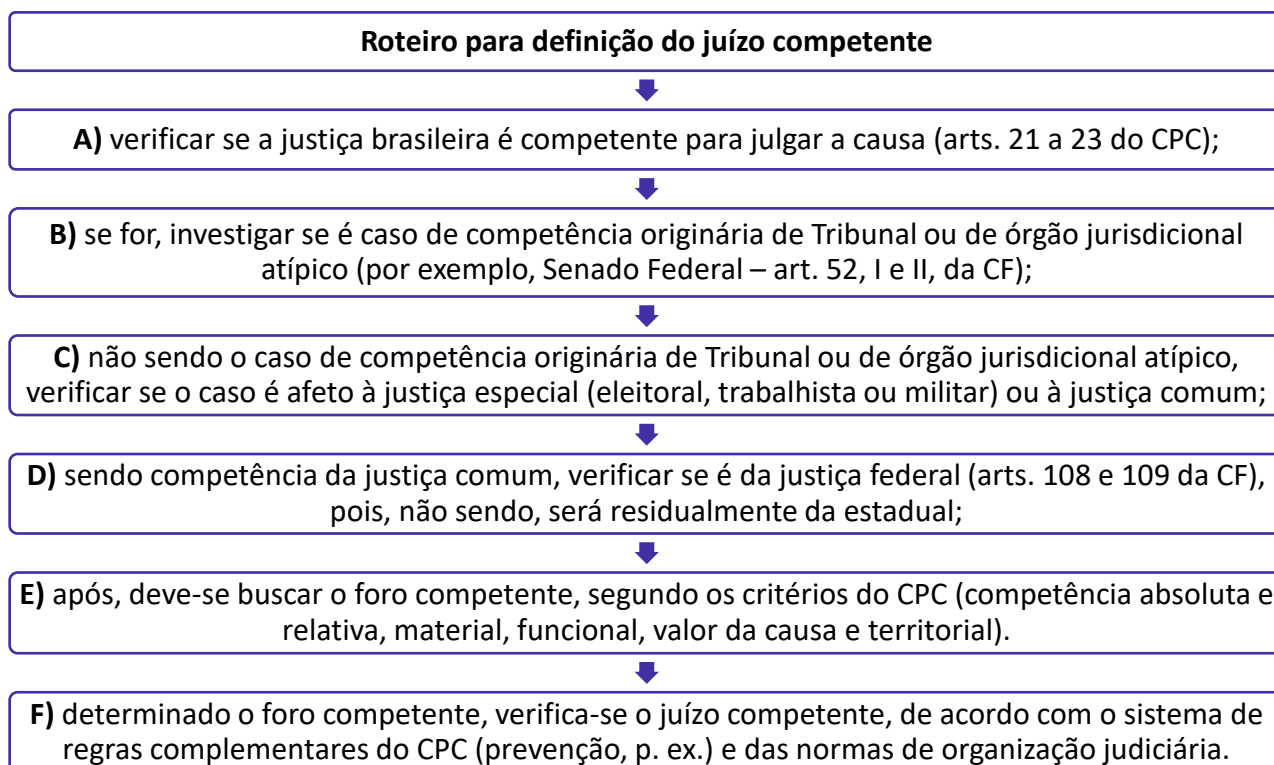 Roteiro para definição do juízo competente
A) verificar se a justiça brasileira é competente para julgar a causa (arts. 21 a 23 do CPC);
B) se for, investigar se é caso de competência originária de Tribunal ou de órgão jurisdicional
atípico (por exemplo, Senado Federal – art. 52, I e II, da CF);
C) não sendo o caso de competência originária de Tribunal ou de órgão jurisdicional atípico,
verificar se o caso é afeto à justiça especial (eleitoral, trabalhista ou militar) ou à justiça comum;
D) sendo competência da justiça comum, verificar se é da justiça federal (arts. 108 e 109 da CF),
pois, não sendo, será residualmente da estadual;
E) após, deve-se buscar o foro competente, segundo os critérios do CPC (competência absoluta e
relativa, material, funcional, valor da causa e territorial).
F) determinado o foro competente, verifica-se o juízo competente, de acordo com o sistema de
regras complementares do CPC (prevenção, p. ex.) e das normas de organização judiciária.